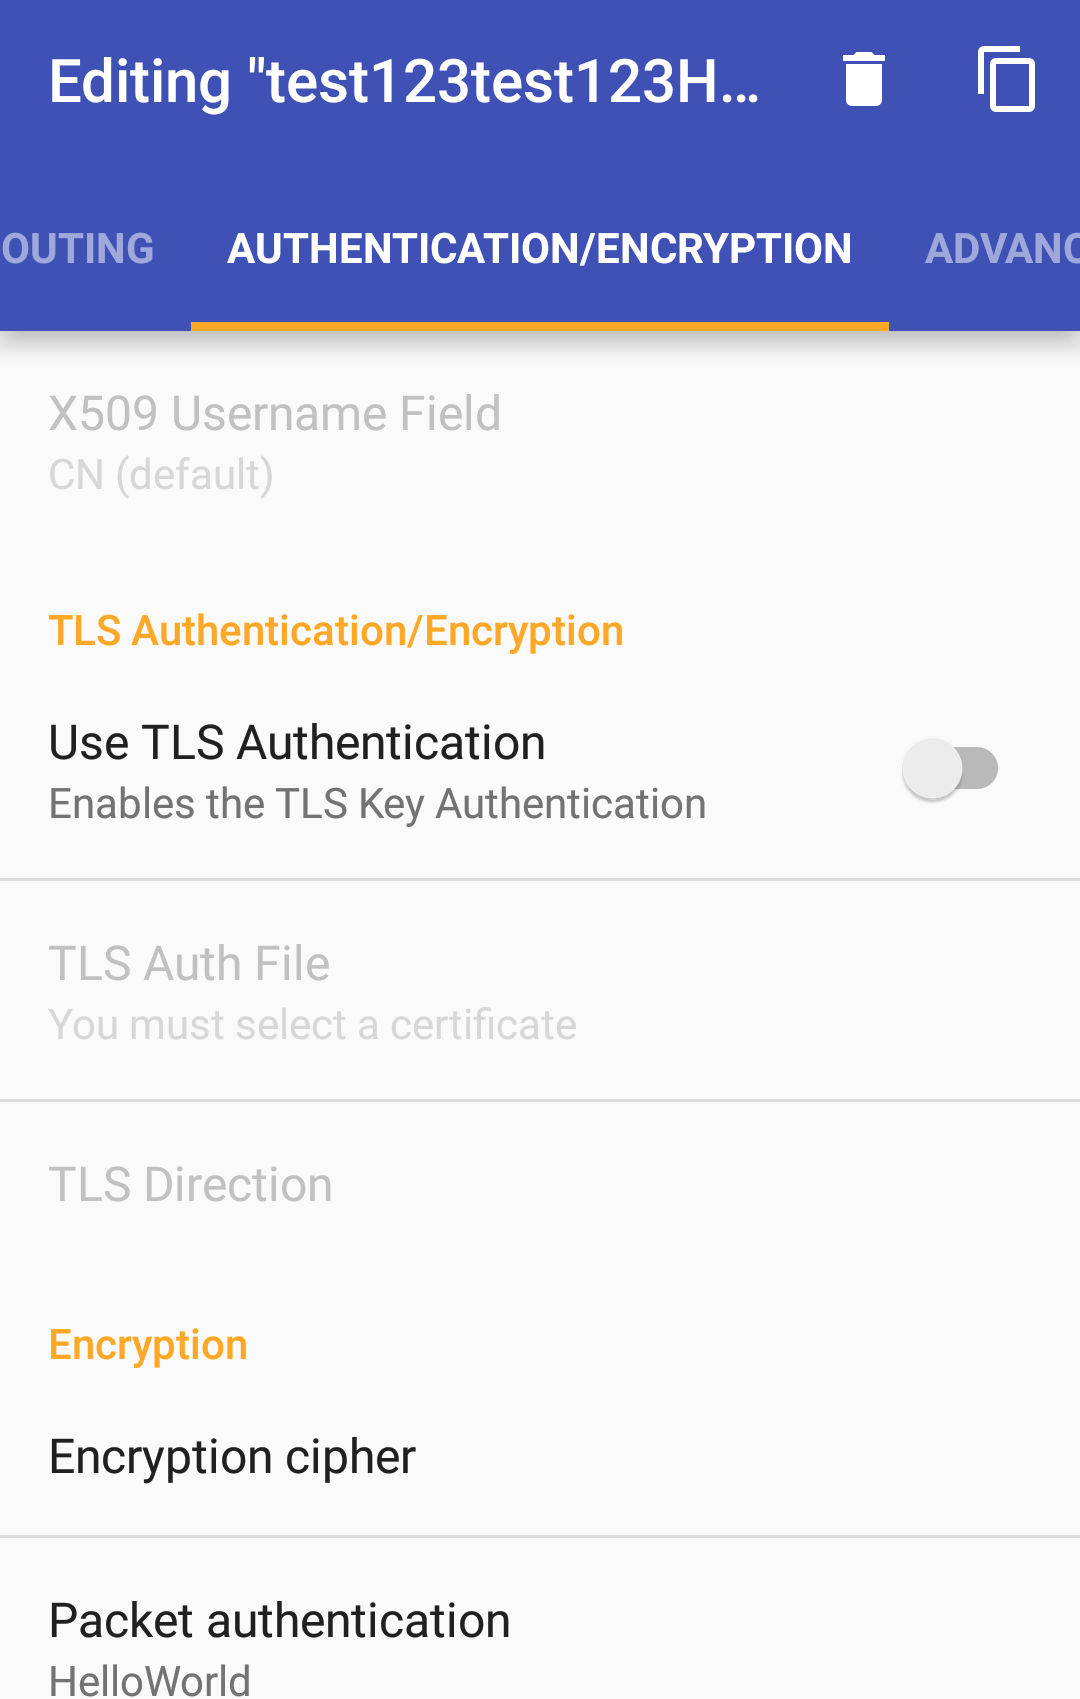 Editing "test123test123H...
OUTING AUTHENTICATION/ENCRYPTION ADVANC
X509 Username Field
CN (default)
TLS Authentication/Encryption
Use TLS Authentication
Enables the TLS Key Authentication
TLS Auth File
You must select a certificate
TLS Direction
Encryption
Encryption cipher
Packet authentication
HelloWorld